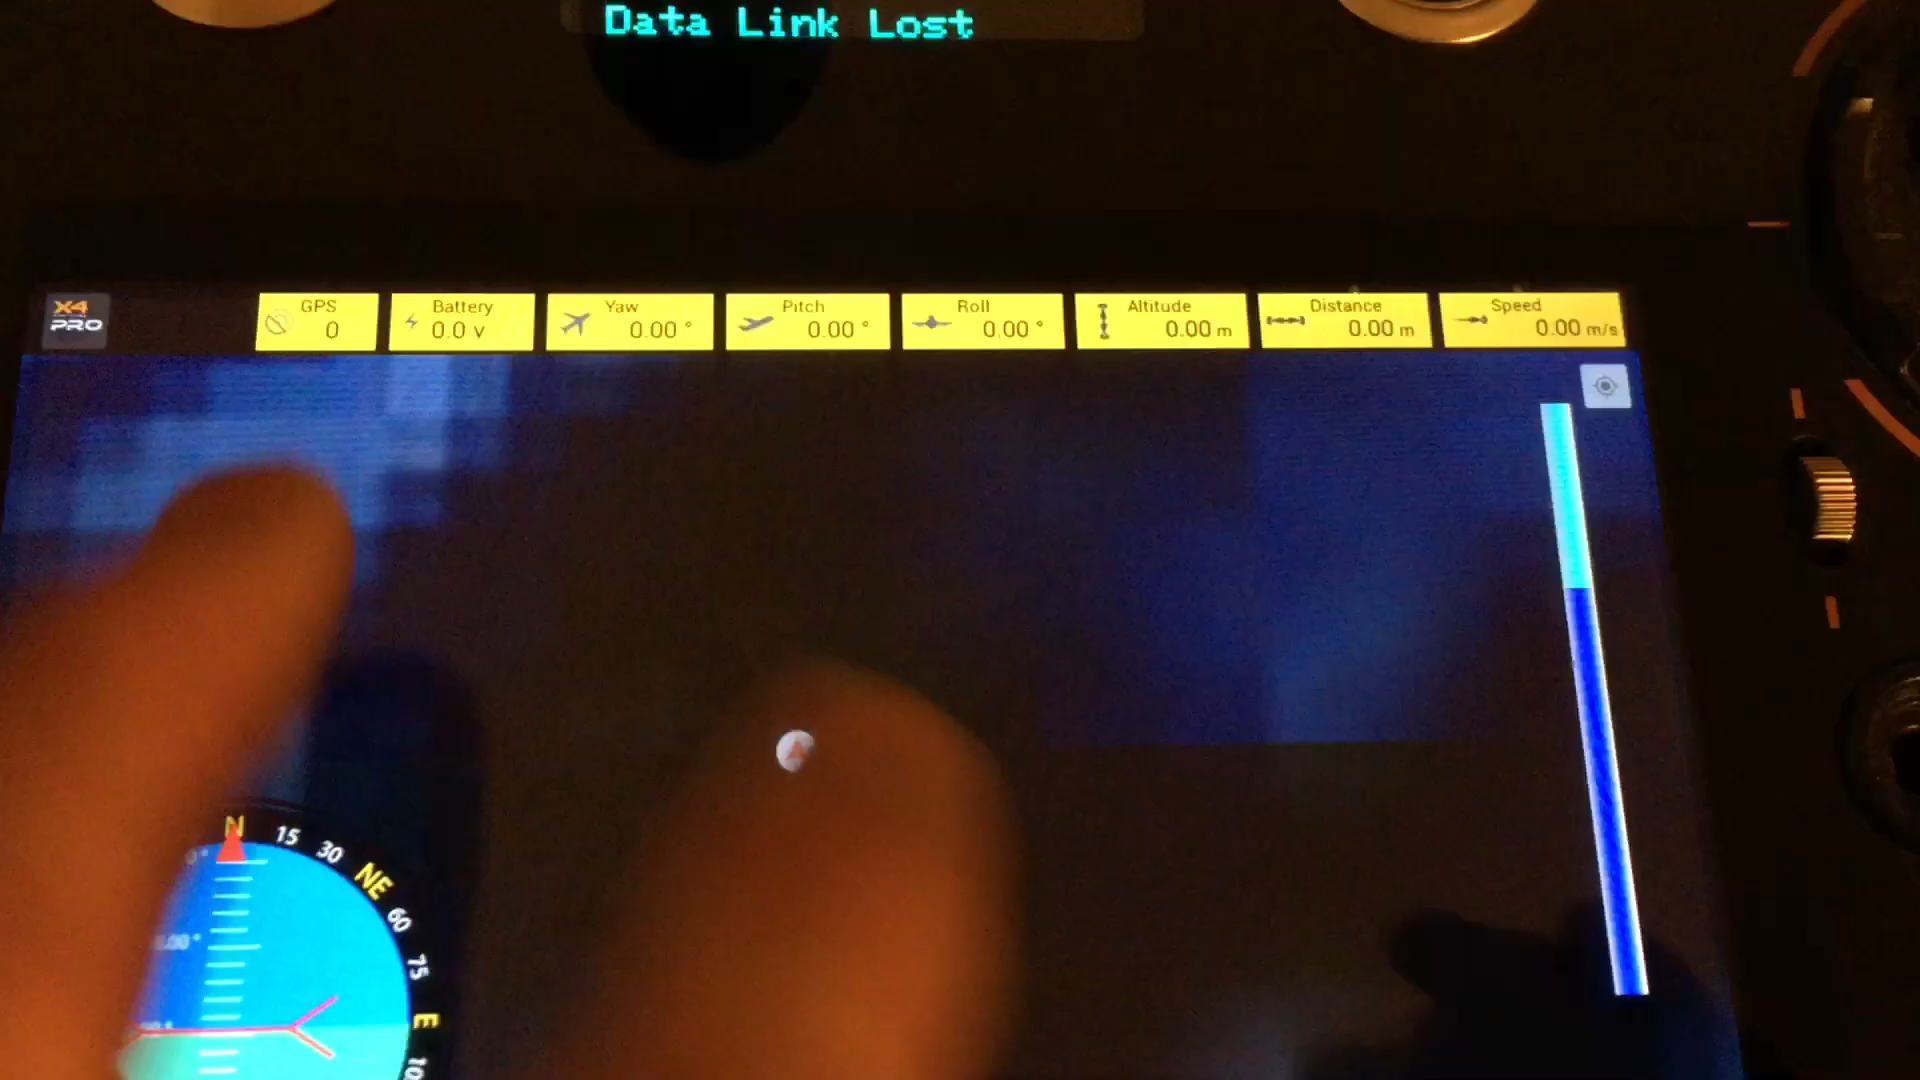 Data Link Lost
X4
PRO
GPS
0
Battery
0.0 v
Yaw
0.00 °
Pitch
0.00 °
Roll
0.00 °
Altitude
0.00 m
Distance
0.00 m
Speed
0.00 m/s
N
15
30
NE
60
75
E